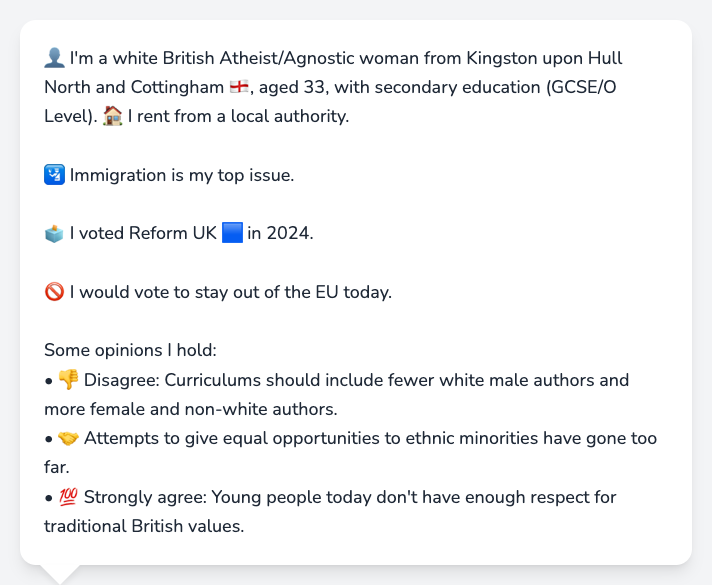 👤 I'm a white British Atheist/Agnostic woman from Kingston upon Hull
North and Cottingham 🏴󠁧󠁢󠁥󠁮󠁧󠁿, aged 33, with secondary education (GCSE/O
Level). 🏠 I rent from a local authority.
🛂 Immigration is my top issue.
🗳️ I voted Reform UK 🟦 in 2024.
🚫 I would vote to stay out of the EU today.
Some opinions I hold:
• 👎 Disagree: Curriculums should include fewer white male authors and
more female and non-white authors.
• 🤝 Attempts to give equal opportunities to ethnic minorities have gone too
far.
• 💯 Strongly agree: Young people today don't have enough respect for
traditional British values.